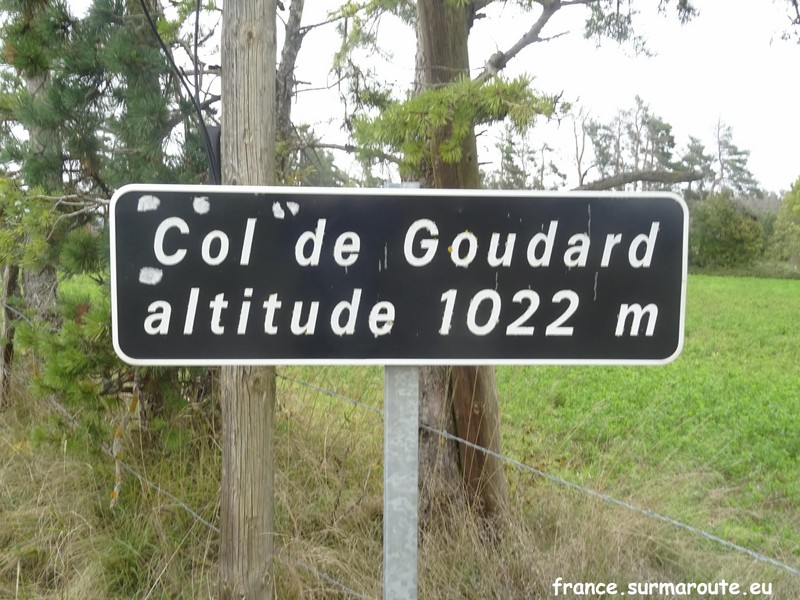 Col de Goudard
altitude 1022 m
france.surmaroute.eu